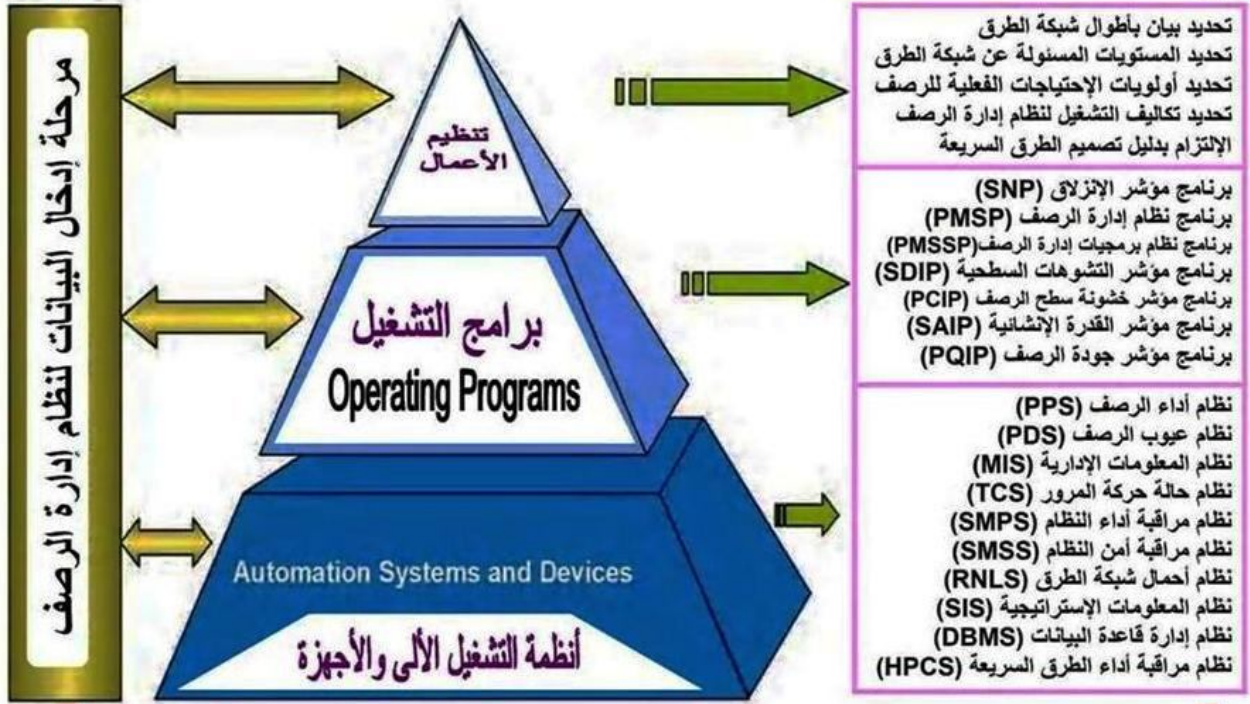 مرحلة إدخال البيانات لنظام إدارة الرصف
تنظيم
الأعمال
برامج التشغيل
Operating Programs
Automation Systems and Devices
أنظمة التشغيل الألى والأجهزة
تحديد بيان بأطوال شبكة الطرق
تحديد المستويات المسئولة عن شبكة الطرق
تحديد أولويات الإحتياجات الفعلية للرصف
تحديد تكاليف التشغيل لنظام إدارة الرصف
الإلتزام بدليل تصميم الطرق السريعة
برنامج مؤشر الإنزلاق (SNP)
برنامج نظام إدارة الرصف (PMSP)
برنامج نظام برمجيات إدارة الرصف(PMSSP)
برنامج مؤشر التشوهات السطحية (SDIP)
برنامج مؤشر خشونة سطح الرصف (PCIP)
برنامج مؤشر القدرة الإنشائية (SAIP)
برنامج مؤشر جودة الرصف (PQIP)
نظام أداء الرصف (PPS)
نظام عيوب الرصف (PDS)
نظام المعلومات الإدارية (MIS)
نظام حالة حركة المرور (TCS)
نظام مراقبة أداء النظام (SMPS)
نظام مراقبة أمن النظام (SMSS)
نظام أحمال شبكة الطرق (RNLS)
نظام المعلومات الإستراتيجية (SIS)
نظام إدارة قاعدة البيانات (DBMS)
نظام مراقبة أداء الطرق السريعة (HPCS)